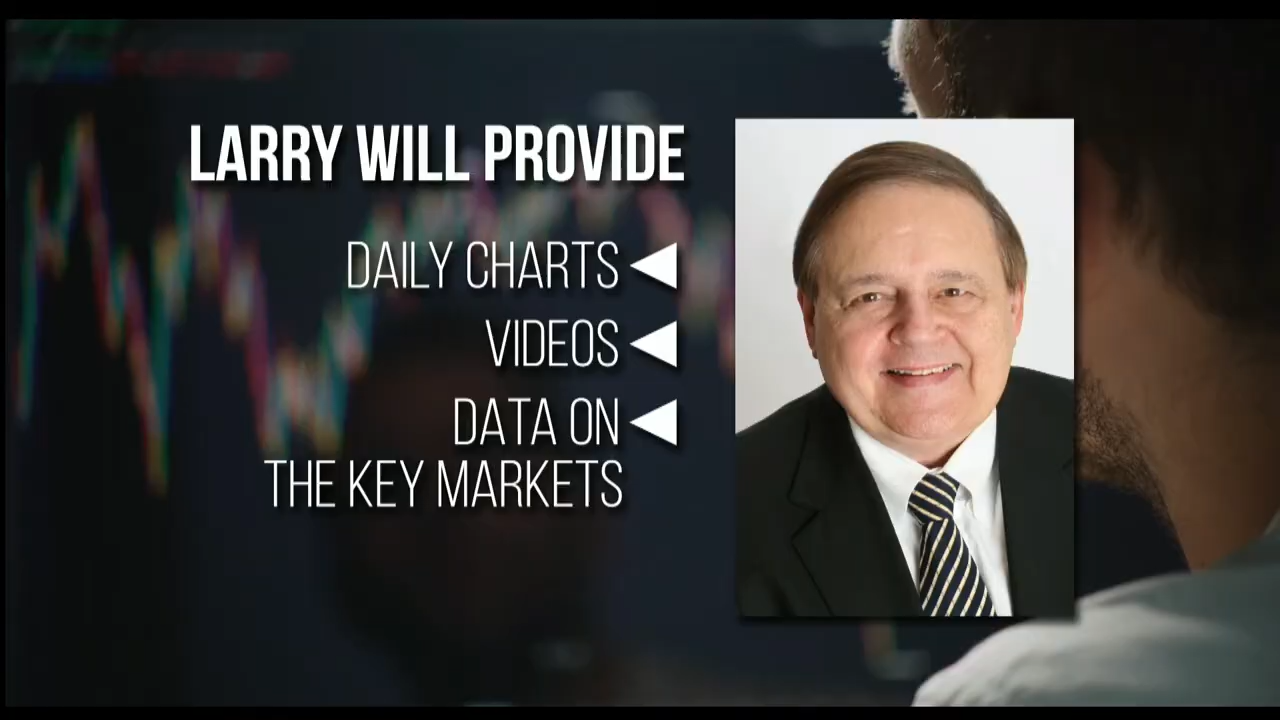 LARRY WILL PROVIDE
DAILY CHARTS
VIDEOS
DATA ON
THE KEY MARKETS